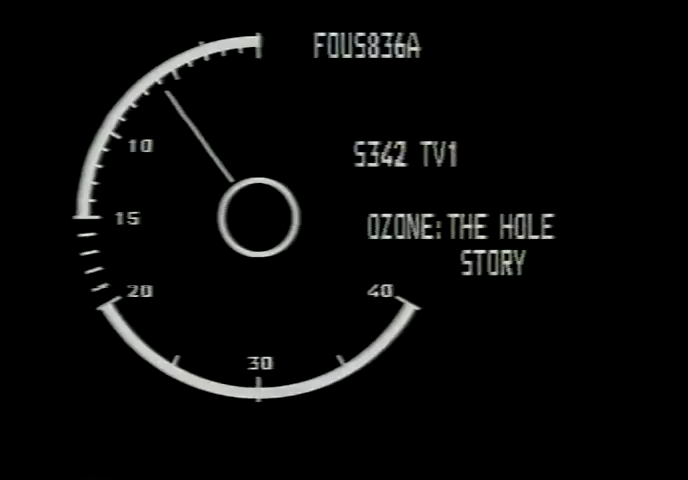 FOUS836A
10
S342 TV1
15
OZONE: THE HOLE
STORY
20
40
30